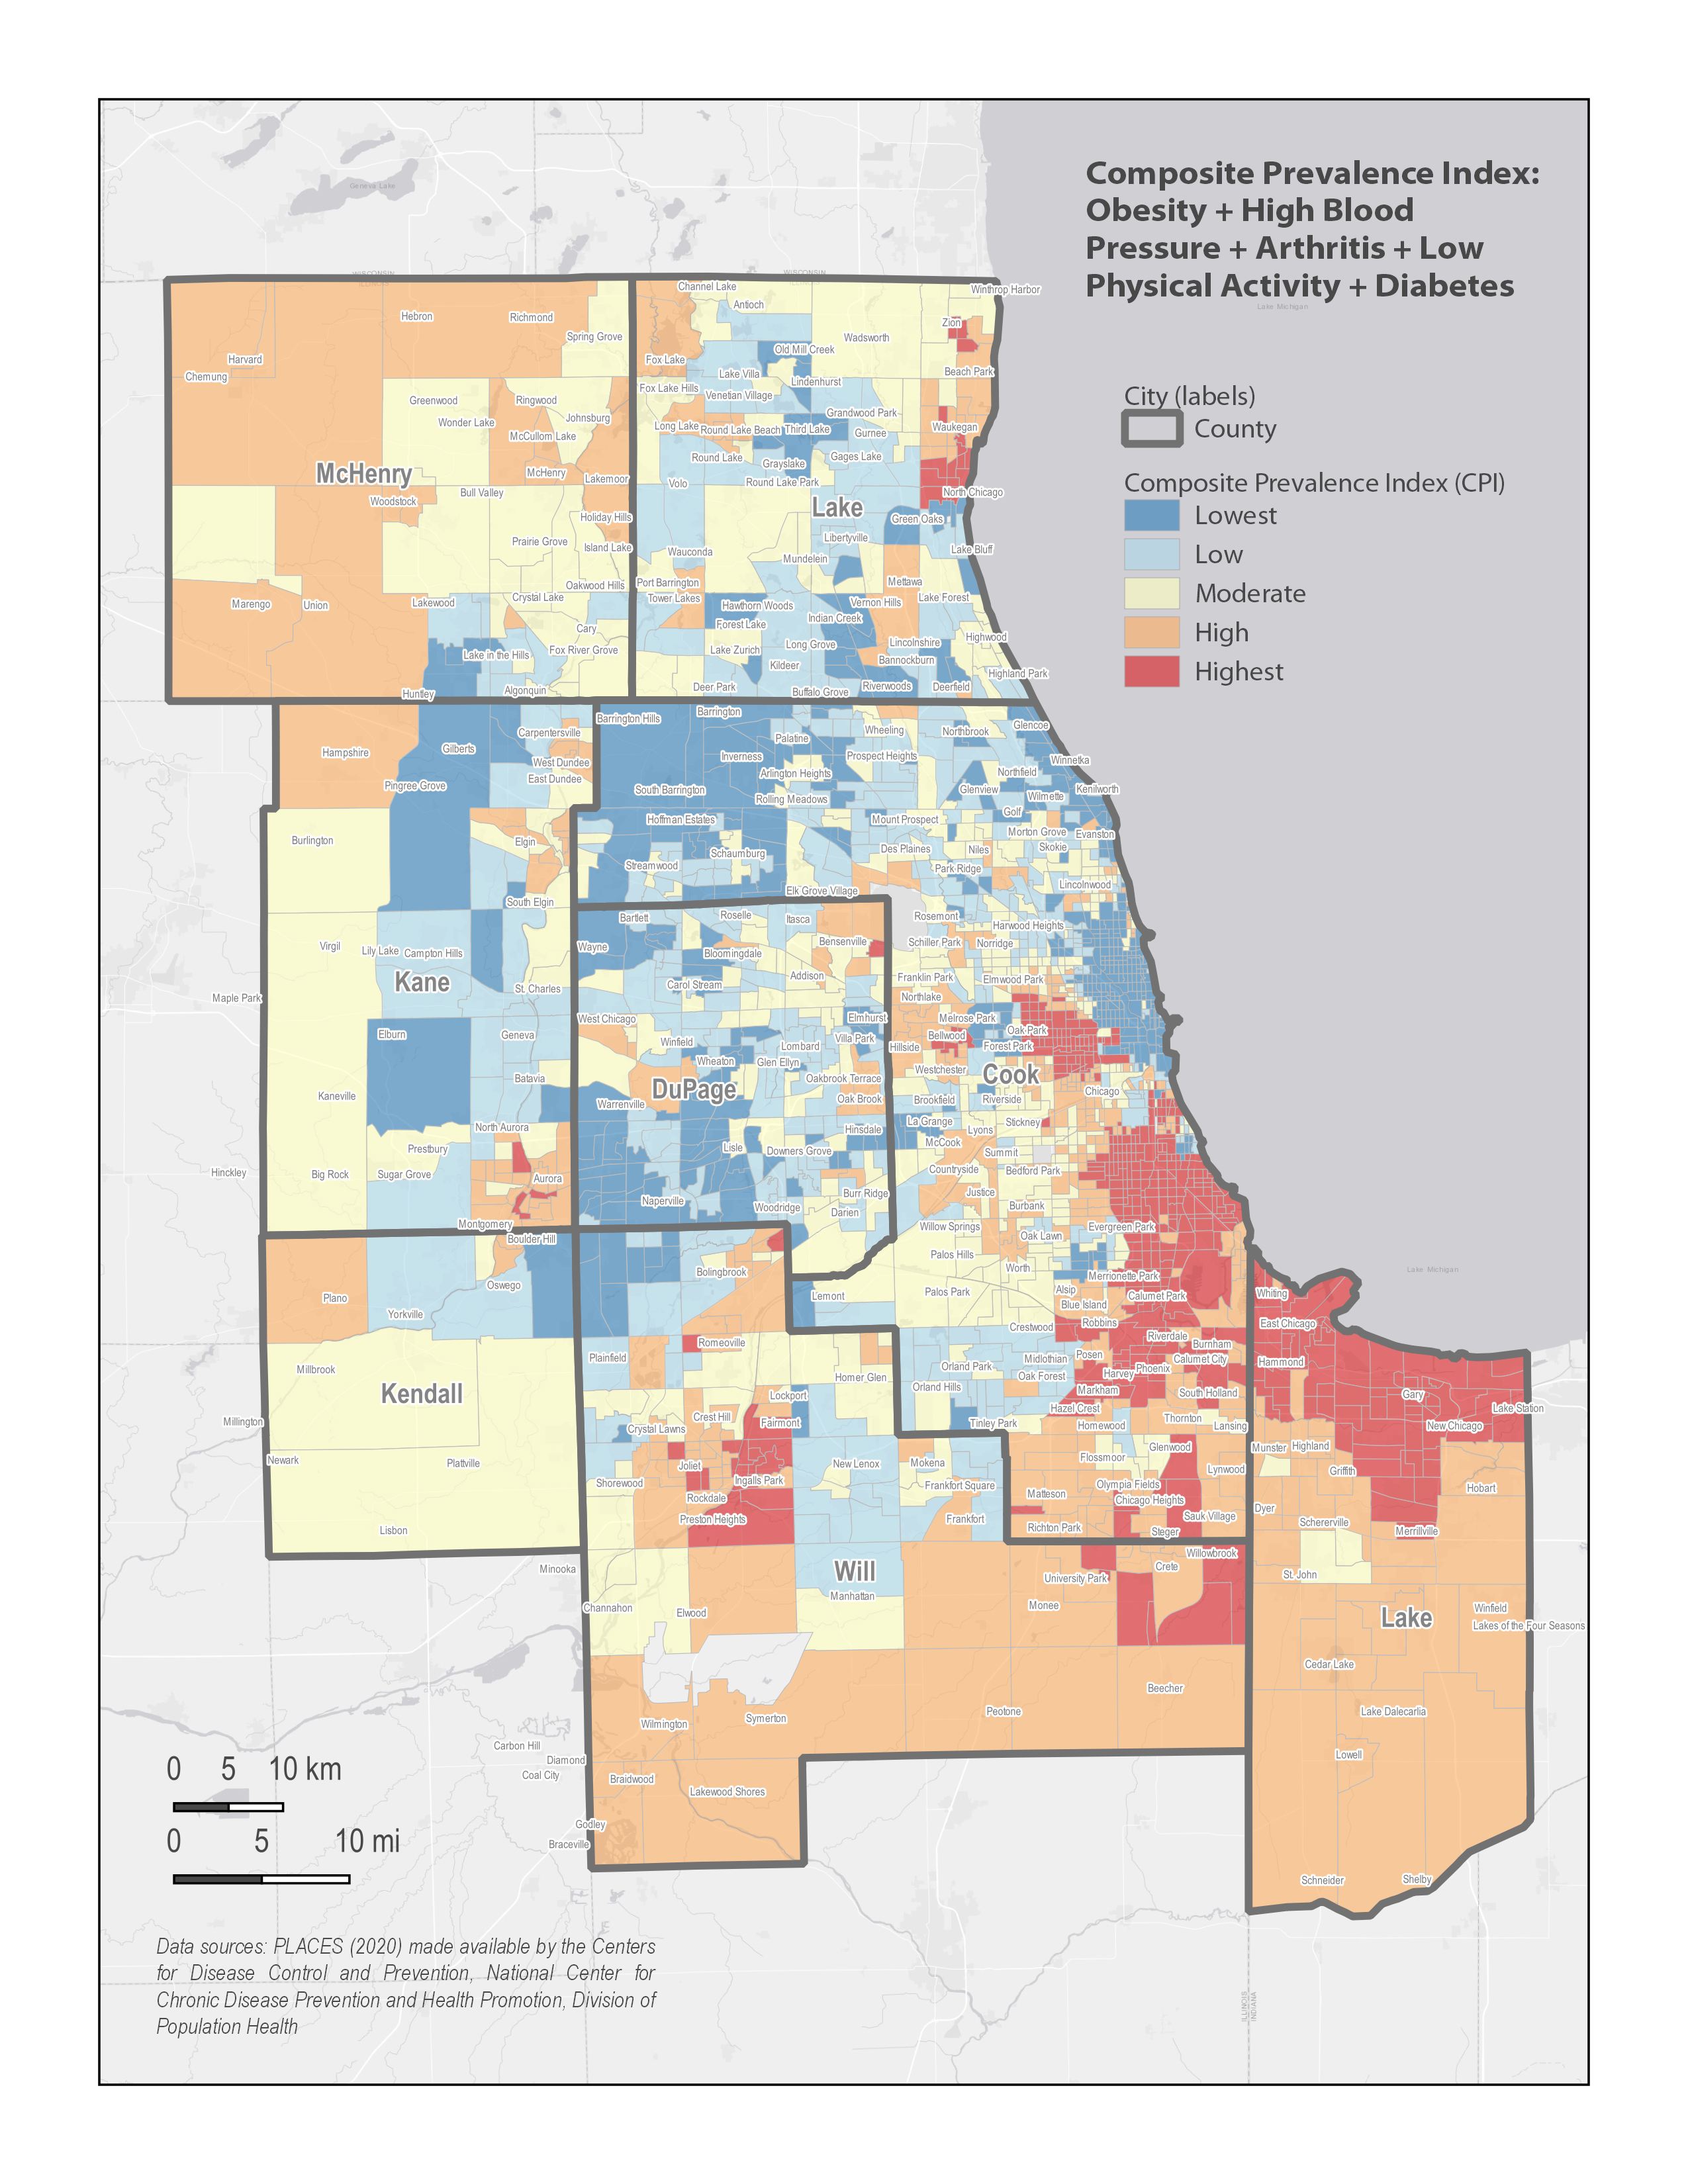 Composite Prevalence Index:
Obesity + High Blood
Pressure + Arthritis + Low
Physical Activity + Diabetes
Lake Michigan
City (labels)
County
Composite Prevalence Index (CPI)
Lowest
Low
Moderate
High
Highest
Geneva Lake
WISCONSIN
ILLINOIS
WISCONSIN
ILLINOIS
McHenry
Hebron
Richmond
Spring Grove
Harvard
Chemung
Greenwood
Wonder Lake
Ringwood
Johnsburg
McCullom Lake
McHenry
Lakemoor
Bull Valley
Woodstock
Holiday Hills
Prairie Grove
Island Lake
Oakwood Hills
Marengo
Union
Lakewood
Crystal Lake
Cary
Fox River Grove
Lake in the Hills
Huntley
Algonquin
Lake
Channel Lake
Antioch
Winthrop Harbor
Zion
Wadsworth
Old Mill Creek
Fox Lake
Beach Park
Lake Villa
Lindenhurst
Fox Lake Hills
Venetian Village
Grandwood Park
Long Lake
Round Lake Beach
Third Lake
Gurnee
Waukegan
Round Lake
Grayslake
Gages Lake
Volo
Round Lake Park
North Chicago
Green Oaks
Libertyville
Lake Bluff
Wauconda
Mundelein
Port Barrington
Mettawa
Tower Lakes
Hawthorn Woods
Vernon Hills
Lake Forest
Forest Lake
Indian Creek
Highwood
Lake Zurich
Long Grove
Lincolnshire
Kildeer
Bannockburn
Highland Park
Deer Park
Buffalo Grove
Riverwoods
Deerfield
Kane
Hampshire
Gilberts
Carpentersville
West Dundee
East Dundee
Pingree Grove
Burlington
Elgin
South Elgin
Virgil
Lily Lake
Campton Hills
St. Charles
Maple Park
Elburn
Geneva
Batavia
Kaneville
North Aurora
Prestbury
Hinckley
Big Rock
Sugar Grove
Aurora
Montgomery
Cook
Barrington Hills
Barrington
Glencoe
Palatine
Wheeling
Northbrook
Inverness
Prospect Heights
Winnetka
Arlington Heights
Northfield
South Barrington
Rolling Meadows
Glenview
Wilmette
Kenilworth
Golf
Hoffman Estates
Mount Prospect
Morton Grove
Evanston
Schaumburg
Des Plaines
Niles
Skokie
Streamwood
Park Ridge
Lincolnwood
Elk Grove Village
Rosemont
Harwood Heights
Schiller Park
Norridge
Franklin Park
Elmwood Park
Northlake
Melrose Park
Oak Park
Bellwood
Hillside
Forest Park
Westchester
Chicago
Brookfield
Riverside
La Grange
Lyons
Stickney
McCook
Summit
Countryside
Bedford Park
Justice
Burbank
Willow Springs
Evergreen Park
Oak Lawn
Palos Hills
Worth
Merrionette Park
Palos Park
Alsip
Calumet Park
Blue Island
Lemont
Crestwood
Robbins
Riverdale
Burnham
Orland Park
Midlothian
Posen
Calumet City
Oak Forest
Harvey
Phoenix
Orland Hills
Markham
South Holland
Hazel Crest
Tinley Park
Homewood
Thornton
Lansing
Glenwood
Flossmoor
Lynwood
Olympia Fields
Matteson
Chicago Heights
Sauk Village
Richton Park
Steger
DuPage
Bartlett
Roselle
Itasca
Wayne
Bloomingdale
Bensenville
Addison
Carol Stream
West Chicago
Elmhurst
Winfield
Villa Park
Lombard
Wheaton
Glen Ellyn
Oakbrook Terrace
Warrenville
Oak Brook
Hinsdale
Lisle
Downers Grove
Naperville
Burr Ridge
Woodridge
Darien
Kendall
Boulder Hill
Oswego
Plano
Yorkville
Millbrook
Millington
Newark
Plattville
Lisbon
Minooka
Will
Bolingbrook
Romeoville
Plainfield
Homer Glen
Lockport
Crest Hill
Fairmont
Crystal Lawns
Joliet
New Lenox
Mokena
Shorewood
Ingalls Park
Frankfort Square
Rockdale
Preston Heights
Frankfort
Willowbrook
Crete
University Park
Manhattan
Channahon
Elwood
Monee
Beecher
Peotone
Symerton
Wilmington
Carbon Hill
Diamond
Coal City
Braidwood
Lakewood Shores
Godley
Braceville
Lake Michigan
Lake
Whiting
East Chicago
Hammond
Gary
Lake Station
New Chicago
Munster
Highland
Griffith
Hobart
Dyer
Schererville
Merrillville
St. John
Winfield
Lakes of the Four Seasons
Cedar Lake
Lake Dalecarlia
Lowell
Schneider
Shelby
ILLINOIS
INDIANA
0 5 10 km
0 5 10 mi
Data sources: PLACES (2020) made available by the Centers
for Disease Control and Prevention, National Center for
Chronic Disease Prevention and Health Promotion, Division of
Population Health